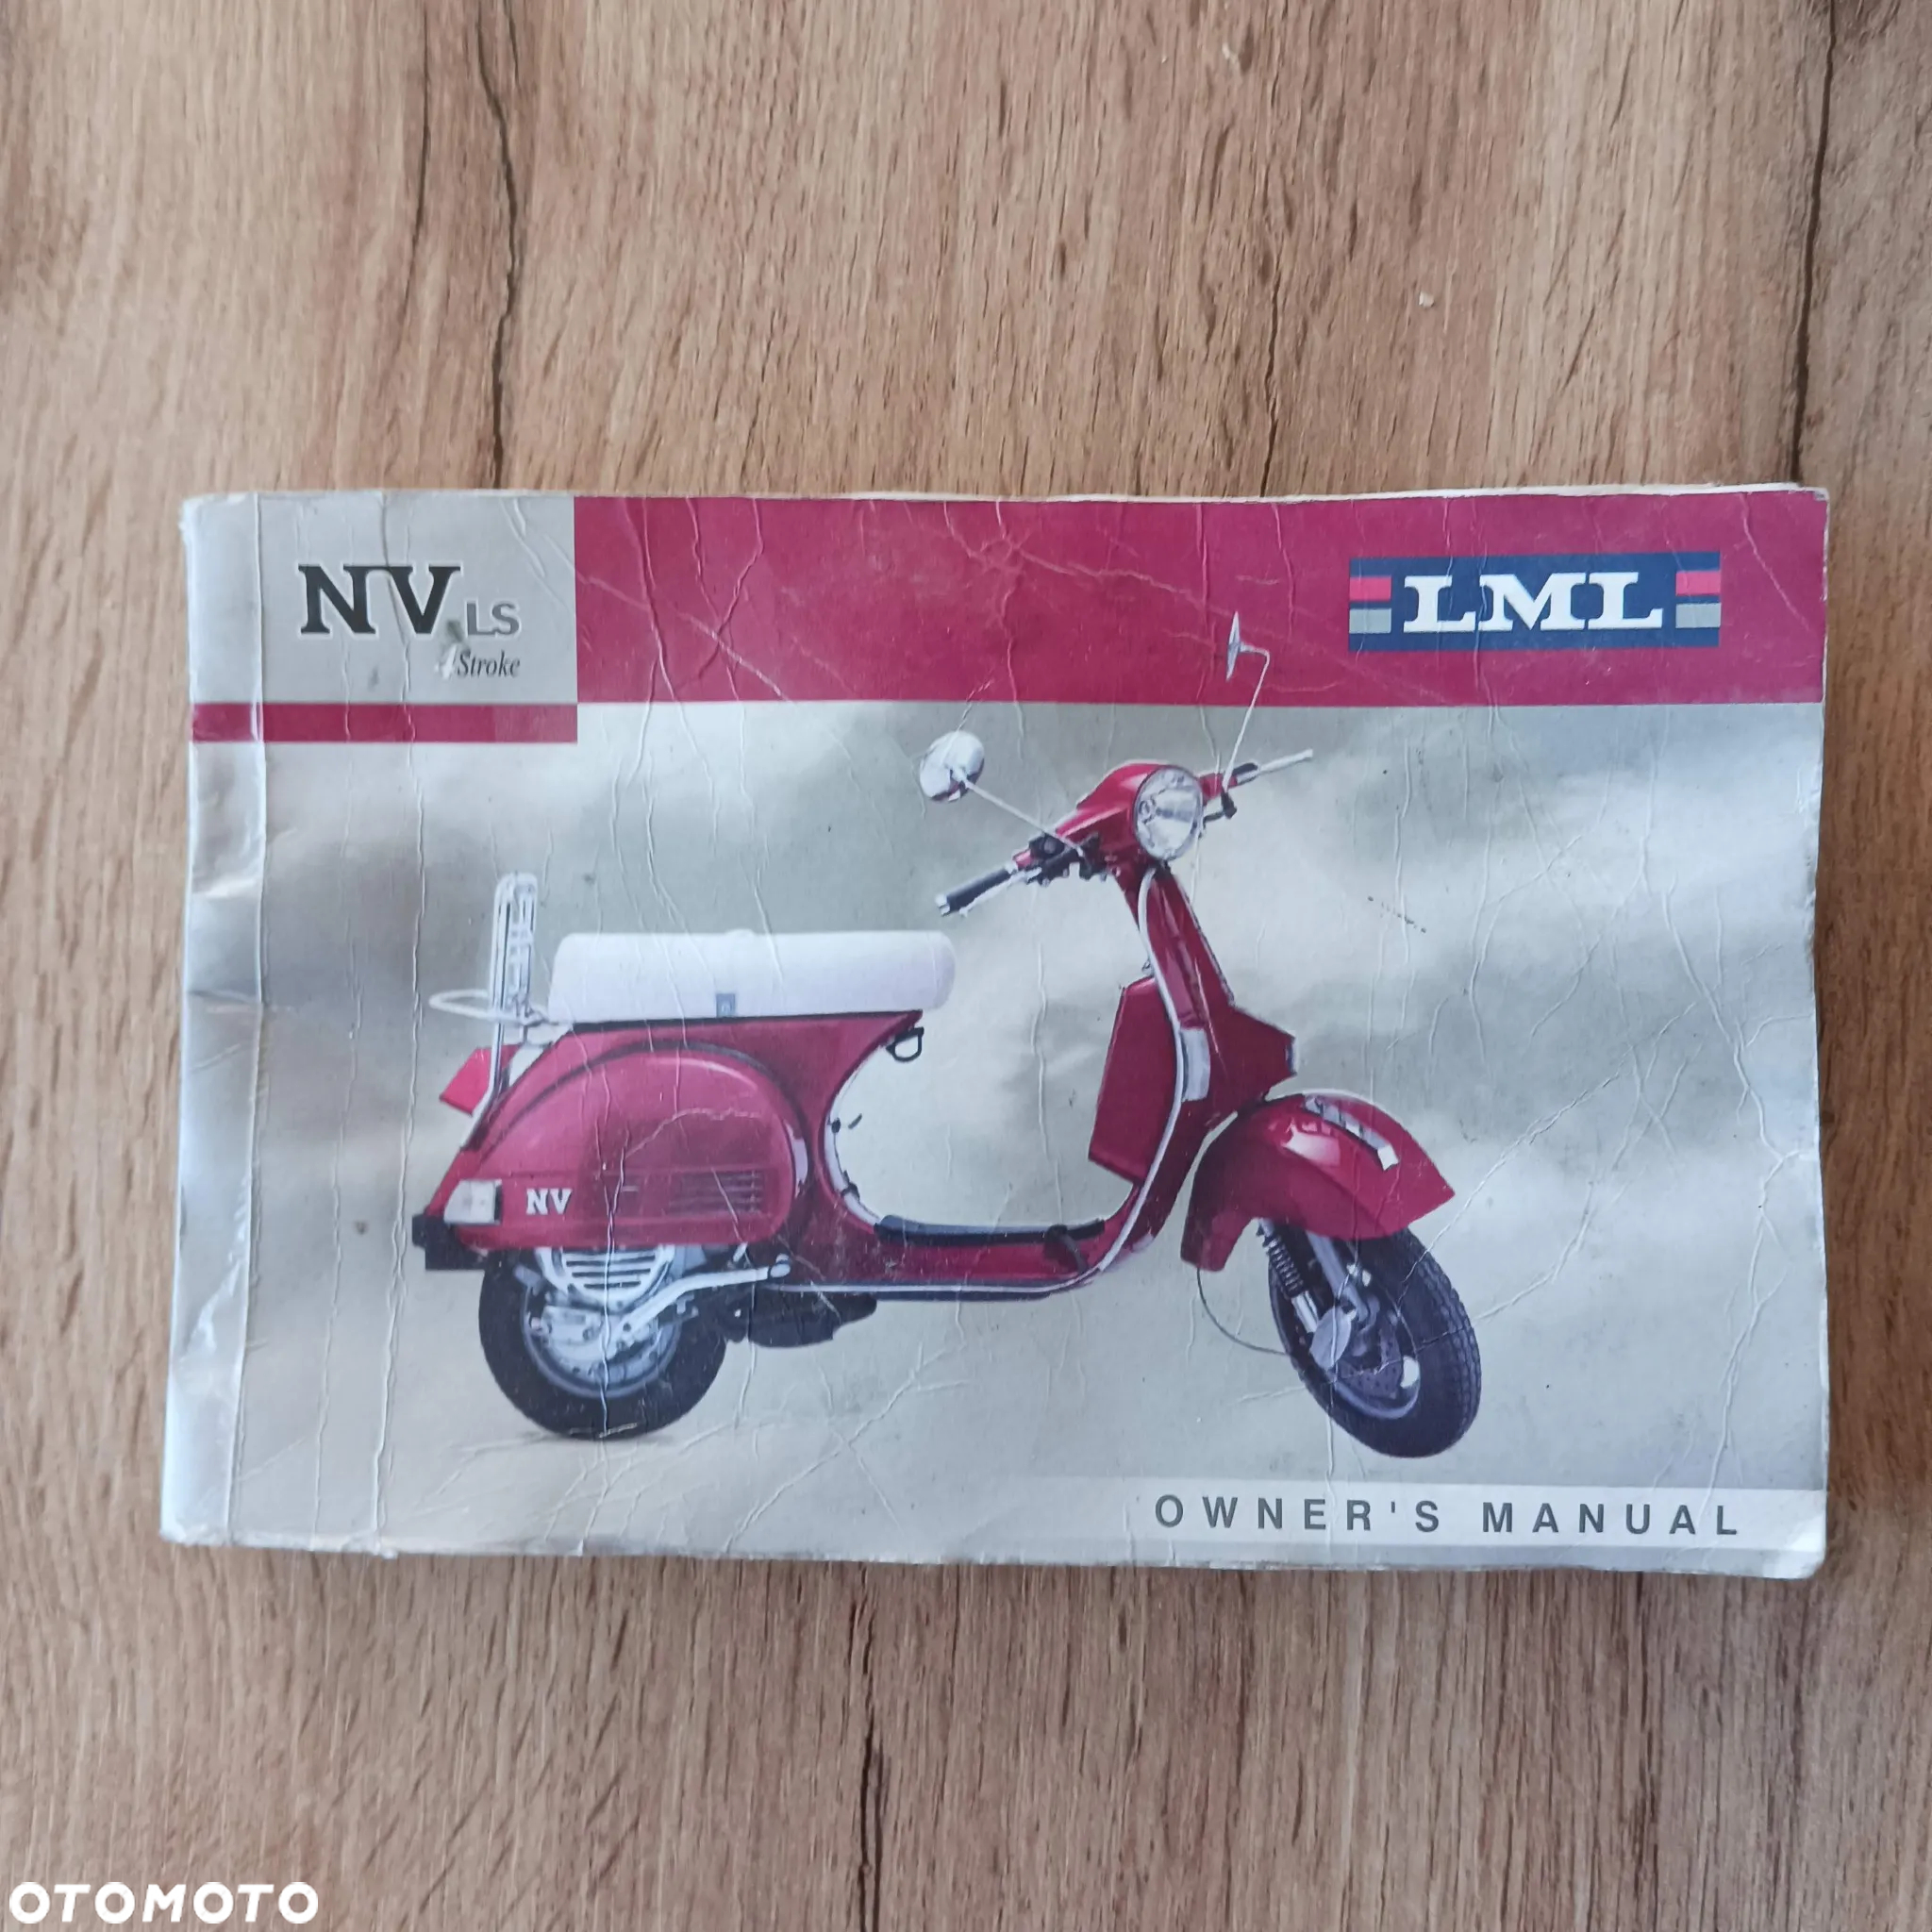 NV LS
4Stroke
LML
NV
OWNER'S MANUAL
OTOMOTO